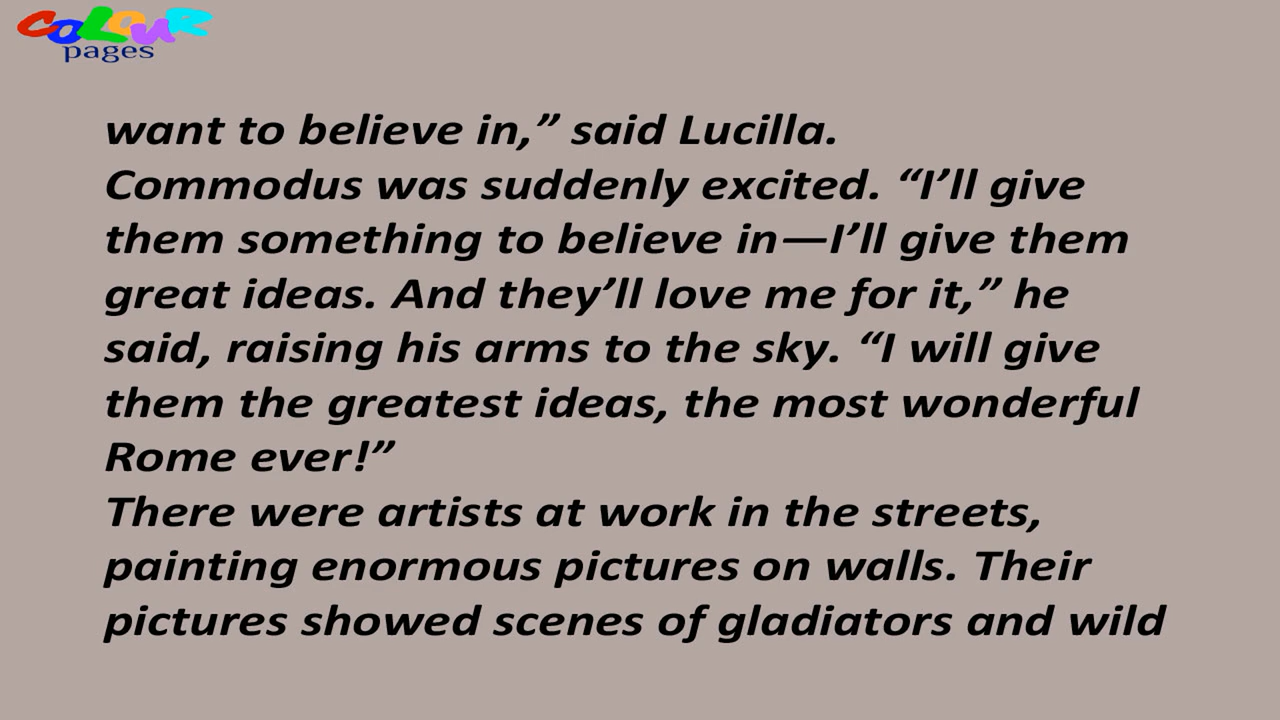 COLOUR
pages
want to believe in,” said Lucilla.
Commodus was suddenly excited. “I’ll give
them something to believe in—I’ll give them
great ideas. And they’ll love me for it,” he
said, raising his arms to the sky. “I will give
them the greatest ideas, the most wonderful
Rome ever!”
There were artists at work in the streets,
painting enormous pictures on walls. Their
pictures showed scenes of gladiators and wild